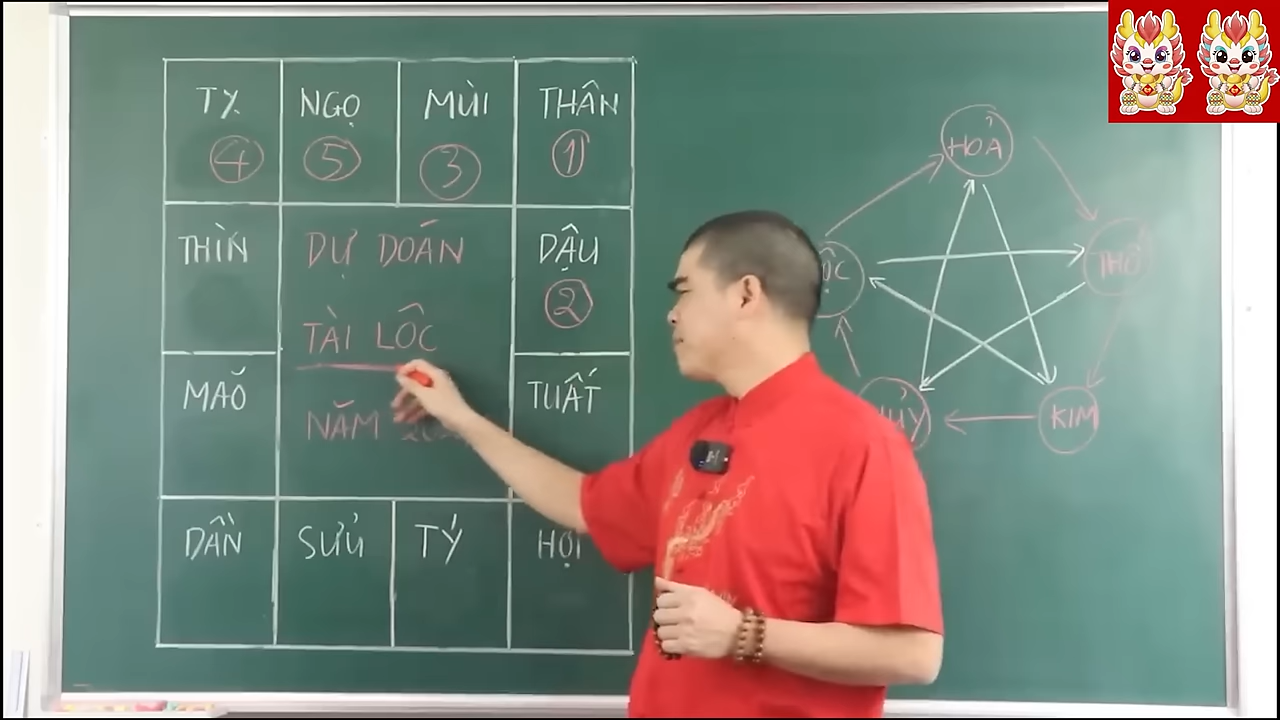 TỴ NGỌ MÙI THÂN
4 5 3 1
THÌN DỰ ĐOÁN DẬU
TÀI LỘC 2
MÃO NĂM TUẤT
DẦN SỬU TÝ HỢI
HỎA
THỔ
KIM